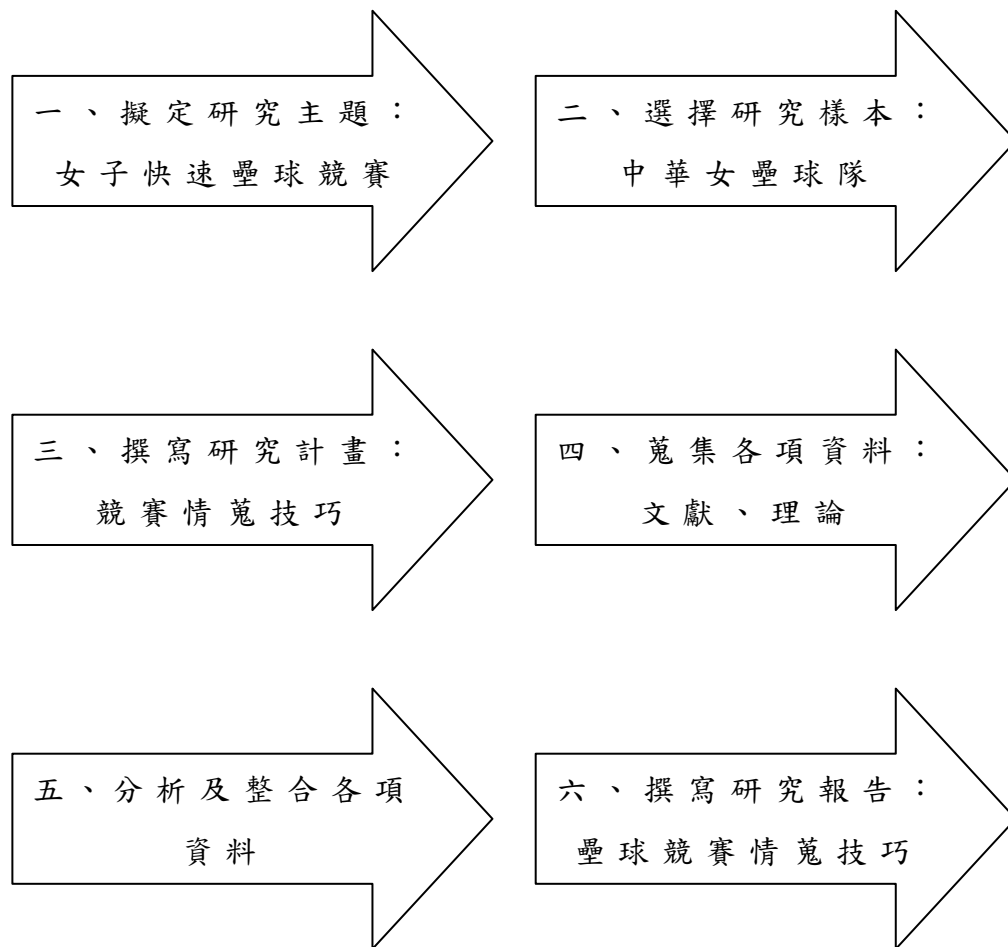 一、擬定研究主題：
女子快速壘球競賽
二、選擇研究樣本：
中華女壘球隊
三、撰寫研究計畫：
競賽情蒐技巧
四、蒐集各項資料：
文獻、理論
五、分析及整合各項
資料
六、撰寫研究報告：
壘球競賽情蒐技巧